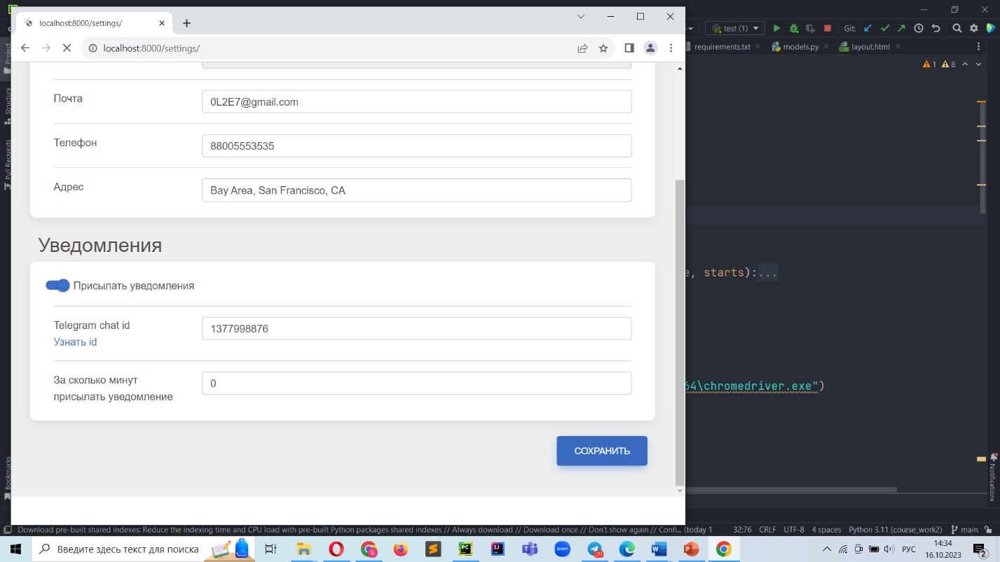 localhost:8000/settings/
localhost:8000/settings/
Почта
0L2E7@gmail.com
Телефон
88005553535
Адрес
Bay Area, San Francisco, CA
Уведомления
Присылать уведомления
Telegram chat id
1377998876
Узнать id
За сколько минут
присылать уведомление
0
СОХРАНИТЬ
test (1)
Git:
requirements.txt
models.py
layout.html
1
8
, starts):...
64\chromedriver.exe")
Project
Structure
Pull Requests
Bookmarks
Notifications
Download pre-built shared indexes: Reduce the indexing time and CPU load with pre-built Python packages shared indexes // Always download // Download once // Don't show again // Confi... (today 1
32:76
CRLF
UTF-8
4 spaces
Python 3.11 (course_work2)
main
Введите здесь текст для поиска
S
PC
IJ
zoom
W
P
РУС
14:34
16.10.2023
2